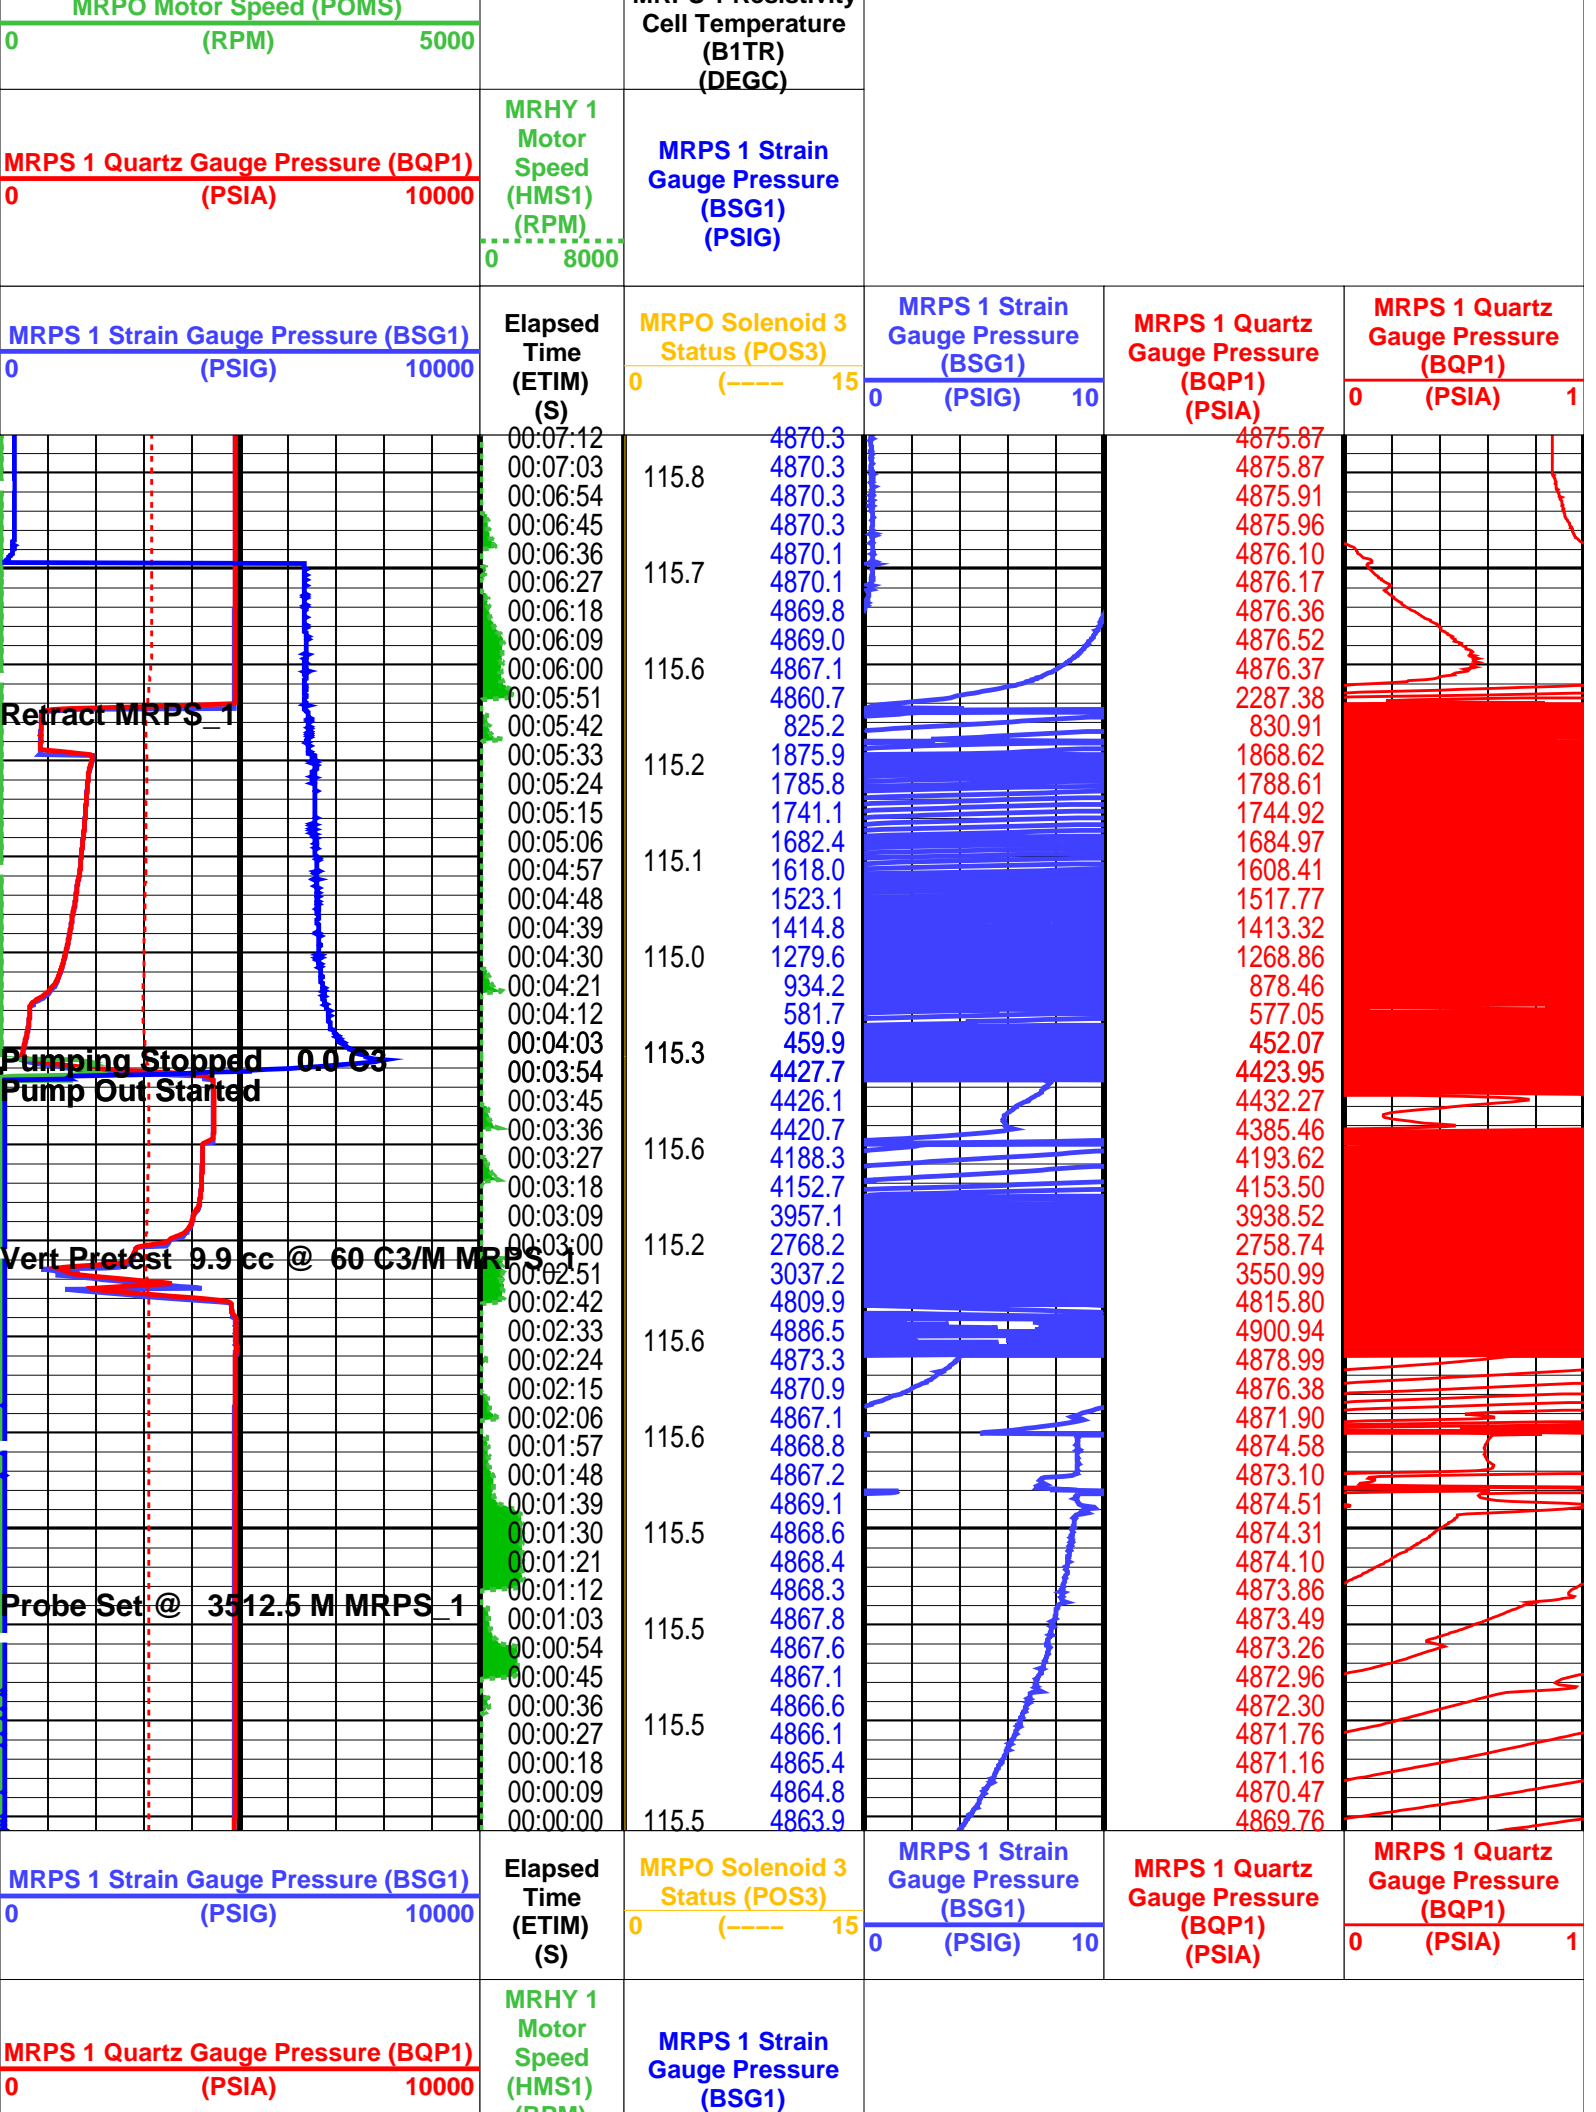 MRPO Motor Speed (POMS)
0 (RPM) 5000
MRPS 1 Resistivity
Cell Temperature
(B1TR)
(DEGC)
MRPS 1 Quartz Gauge Pressure (BQP1)
0 (PSIA) 10000
MRHY 1
Motor
Speed
(HMS1)
(RPM)
0 8000
MRPS 1 Strain
Gauge Pressure
(BSG1)
(PSIG)
MRPS 1 Strain Gauge Pressure (BSG1)
0 (PSIG) 10000
Elapsed
Time
(ETIM)
(S)
MRPO Solenoid 3
Status (POS3)
0 (---- 15
MRPS 1 Strain
Gauge Pressure
(BSG1)
0 (PSIG) 10
MRPS 1 Quartz
Gauge Pressure
(BQP1)
(PSIA)
MRPS 1 Quartz
Gauge Pressure
(BQP1)
0 (PSIA) 1
00:07:12 4870.3 4875.87
00:07:03 115.8 4870.3 4875.87
00:06:54 4870.3 4875.91
00:06:45 4870.3 4875.96
00:06:36 4870.1 4876.10
00:06:27 115.7 4870.1 4876.17
00:06:18 4869.8 4876.36
00:06:09 4869.0 4876.52
00:06:00 115.6 4867.1 4876.37
00:05:51 4860.7 2287.38
Retract MRPS_1
00:05:42 825.2 830.91
00:05:33 115.2 1875.9 1868.62
00:05:24 1785.8 1788.61
00:05:15 1741.1 1744.92
00:05:06 1682.4 1684.97
00:04:57 115.1 1618.0 1608.41
00:04:48 1523.1 1517.77
00:04:39 1414.8 1413.32
00:04:30 115.0 1279.6 1268.86
00:04:21 934.2 878.46
00:04:12 581.7 577.05
00:04:03 115.3 459.9 452.07
Pumping Stopped 0.0 C3
00:03:54 4427.7 4423.95
Pump Out Started
00:03:45 4426.1 4432.27
00:03:36 4420.7 4385.46
00:03:27 115.6 4188.3 4193.62
00:03:18 4152.7 4153.50
00:03:09 3957.1 3938.52
00:03:00 115.2 2768.2 2758.74
Vert Pretest 9.9 cc @ 60 C3/M MRPS_1
00:02:51 3037.2 3550.99
00:02:42 4809.9 4815.80
00:02:33 115.6 4886.5 4900.94
00:02:24 4873.3 4878.99
00:02:15 4870.9 4876.38
00:02:06 4867.1 4871.90
00:01:57 115.6 4868.8 4874.58
00:01:48 4867.2 4873.10
00:01:39 4869.1 4874.51
00:01:30 115.5 4868.6 4874.31
00:01:21 4868.4 4874.10
00:01:12 4868.3 4873.86
Probe Set @ 3512.5 M MRPS_1
00:01:03 115.5 4867.8 4873.49
00:00:54 4867.6 4873.26
00:00:45 4867.1 4872.96
00:00:36 4866.6 4872.30
00:00:27 115.5 4866.1 4871.76
00:00:18 4865.4 4871.16
00:00:09 4864.8 4870.47
00:00:00 115.5 4863.9 4869.76
MRPS 1 Strain Gauge Pressure (BSG1)
0 (PSIG) 10000
Elapsed
Time
(ETIM)
(S)
MRPO Solenoid 3
Status (POS3)
0 (---- 15
MRPS 1 Strain
Gauge Pressure
(BSG1)
0 (PSIG) 10
MRPS 1 Quartz
Gauge Pressure
(BQP1)
(PSIA)
MRPS 1 Quartz
Gauge Pressure
(BQP1)
0 (PSIA) 1
MRPS 1 Quartz Gauge Pressure (BQP1)
0 (PSIA) 10000
MRHY 1
Motor
Speed
(HMS1)
(RPM)
MRPS 1 Strain
Gauge Pressure
(BSG1)